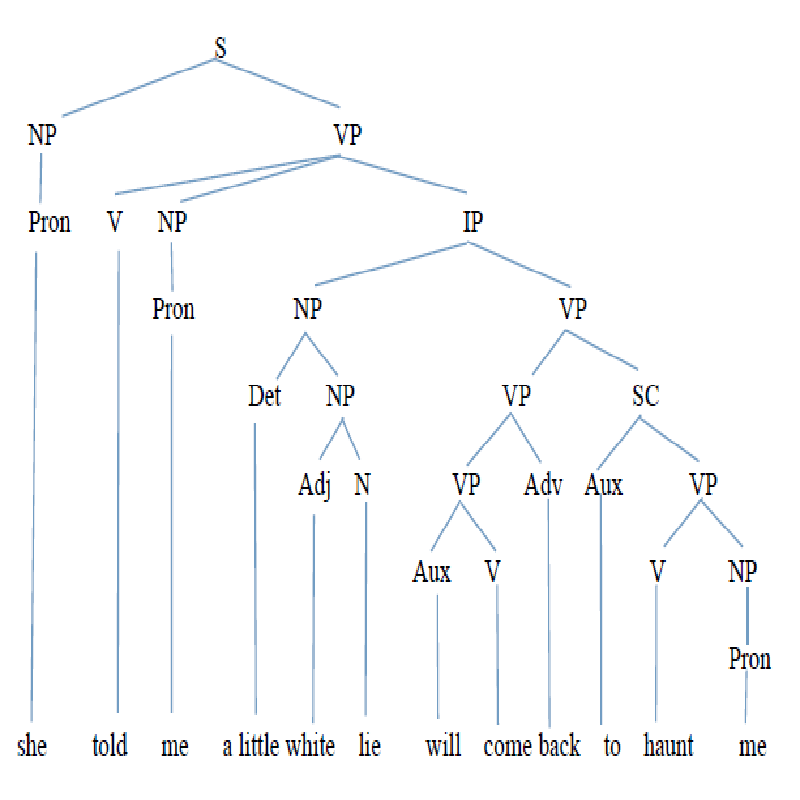 S
NP VP
Pron V NP IP
Pron NP VP
Det NP VP SC
Adj N VP Adv Aux VP
Aux V V NP
Pron
she told me a little white lie will come back to haunt me